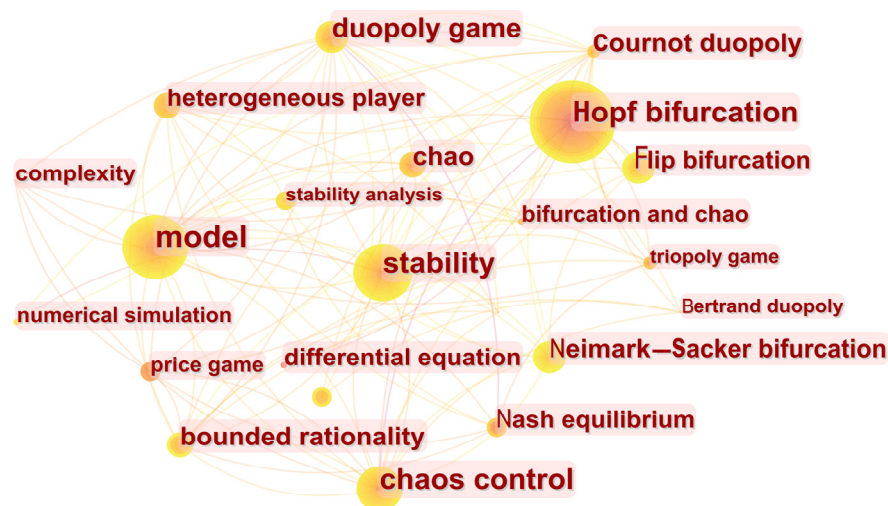 duopoly game
Cournot duopoly
heterogeneous player
Hopf bifurcation
chao
Flip bifurcation
complexity
stability analysis
bifurcation and chao
model
stability
triopoly game
numerical simulation
Bertrand duopoly
price game
differential equation
Neimark—Sacker bifurcation
bounded rationality
Nash equilibrium
chaos control